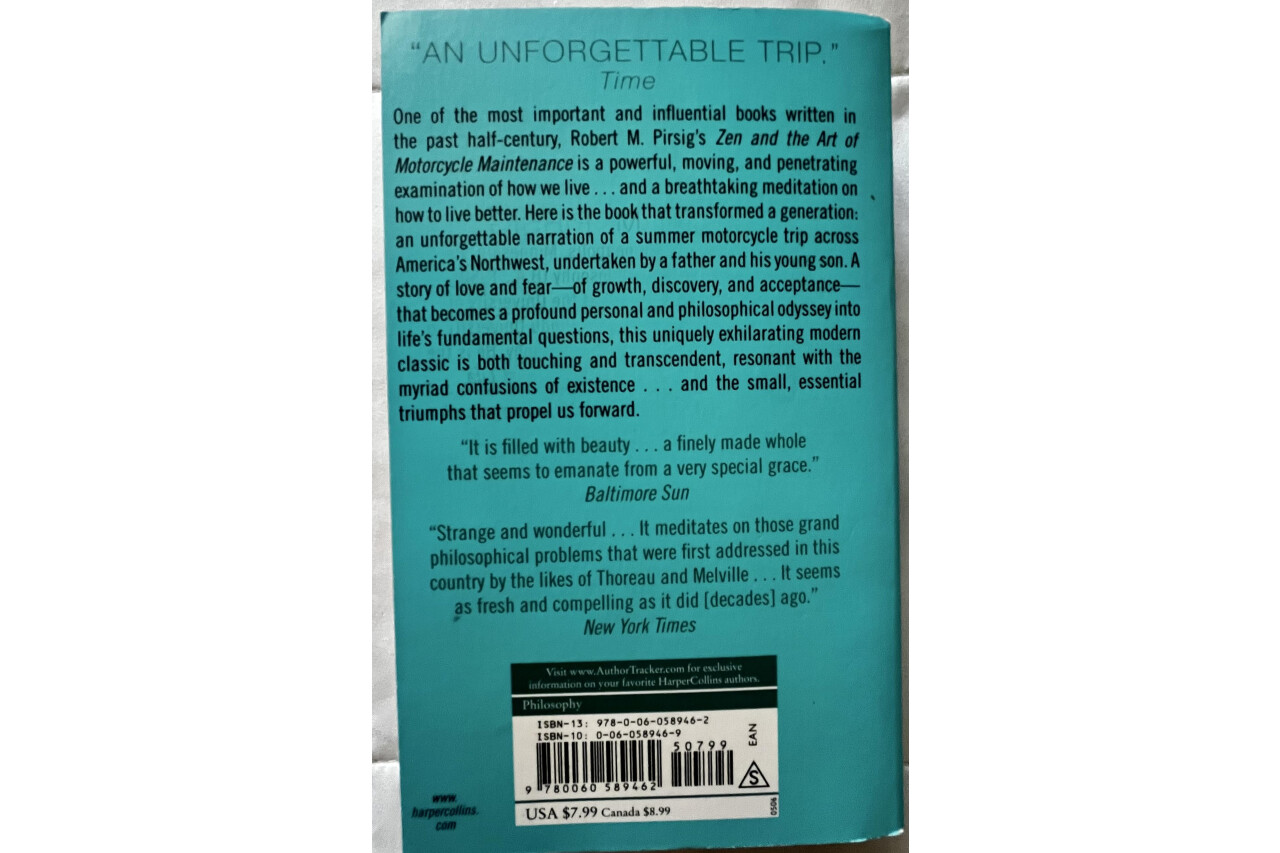 “AN UNFORGETTABLE TRIP.”
Time
One of the most important and influential books written in
the past half-century, Robert M. Pirsig’s Zen and the Art of
Motorcycle Maintenance is a powerful, moving, and penetrating
examination of how we live . . . and a breathtaking meditation on
how to live better. Here is the book that transformed a generation:
an unforgettable narration of a summer motorcycle trip across
America’s Northwest, undertaken by a father and his young son. A
story of love and fear—of growth, discovery, and acceptance—
that becomes a profound personal and philosophical odyssey into
life’s fundamental questions, this uniquely exhilarating modern
classic is both touching and transcendent, resonant with the
myriad confusions of existence . . . and the small, essential
triumphs that propel us forward.
“It is filled with beauty . . . a finely made whole
that seems to emanate from a very special grace.”
Baltimore Sun
“Strange and wonderful . . . It meditates on those grand
philosophical problems that were first addressed in this
country by the likes of Thoreau and Melville . . . It seems
as fresh and compelling as it did [decades] ago.”
New York Times
Visit www.AuthorTracker.com for exclusive
information on your favorite HarperCollins authors.
Philosophy
ISBN-13: 978-0-06-058946-2
ISBN-10: 0-06-058946-9
50799
EAN
S
9 780060 589462
USA $7.99 Canada $8.99
0506
www.
harpercollins.
com